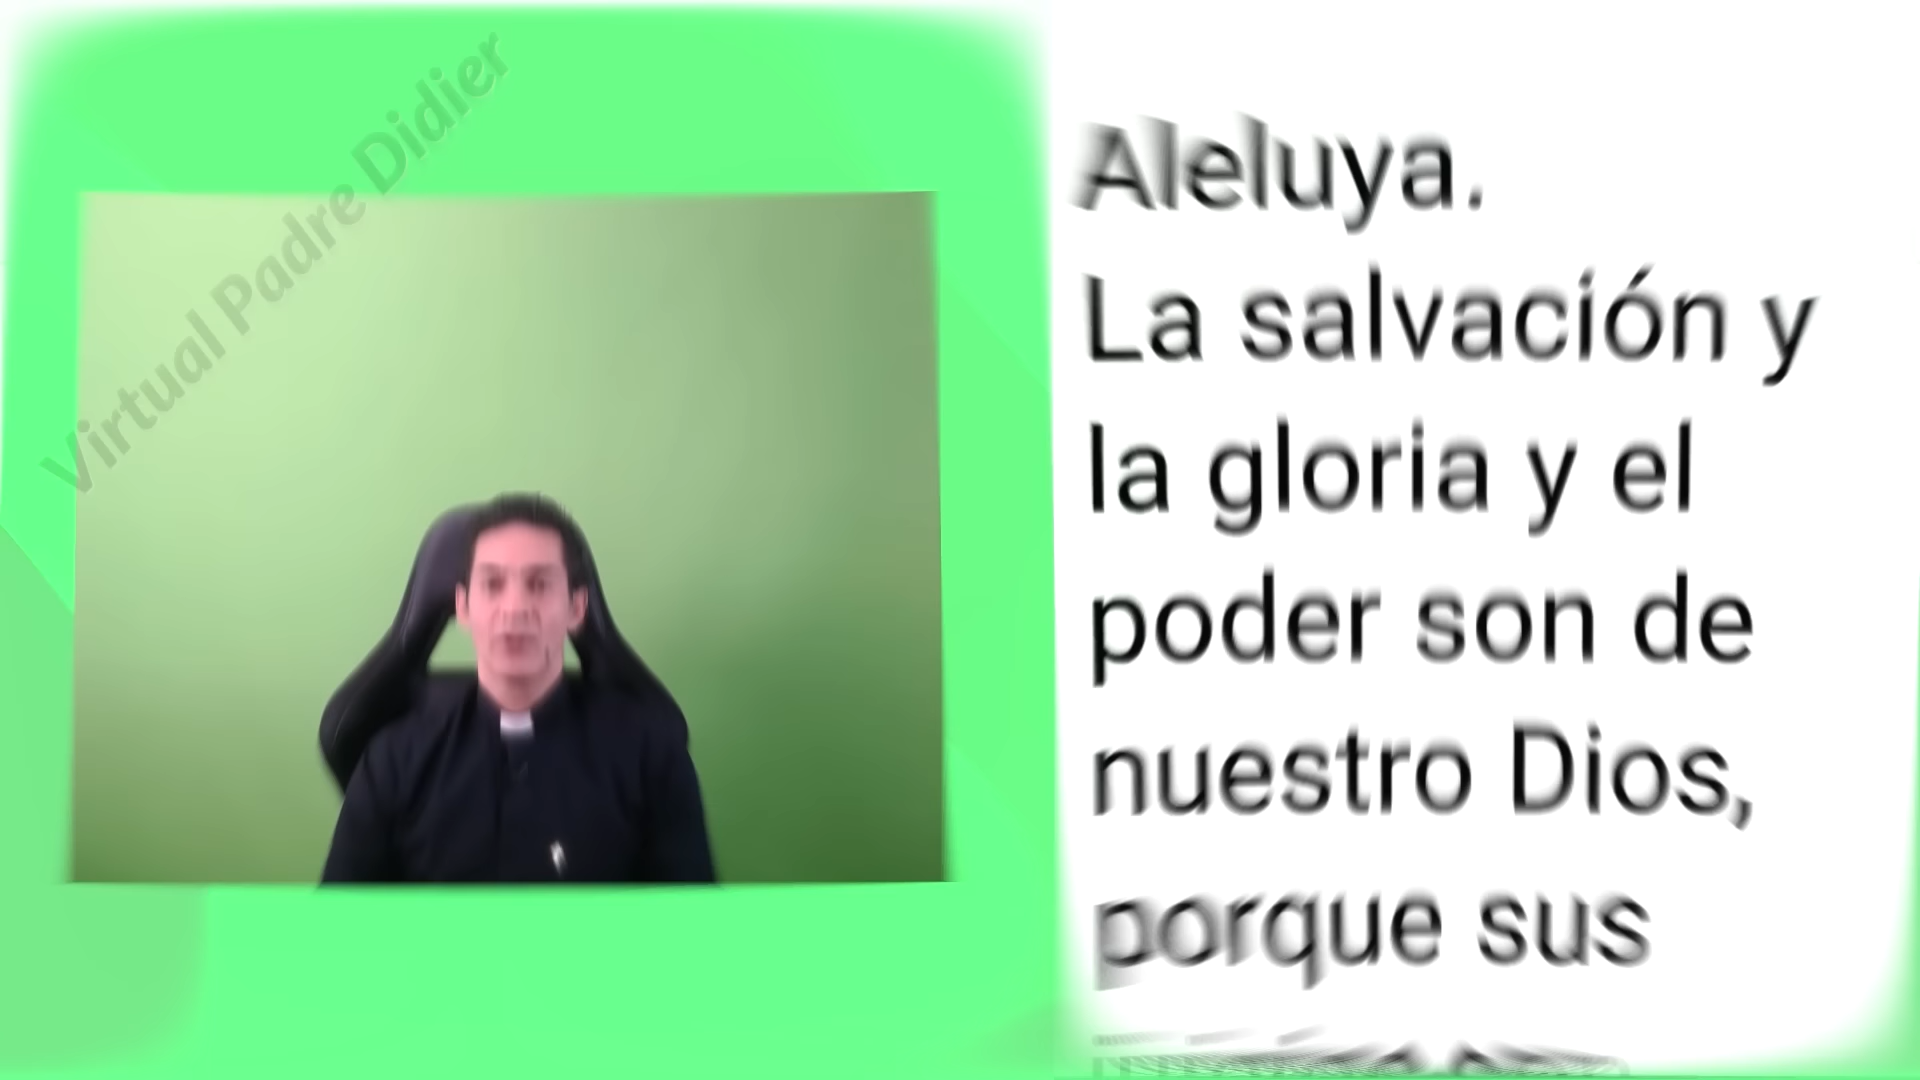 Virtual Padre Didier
Aleluya.
La salvación y
la gloria y el
poder son de
nuestro Dios,
porque sus